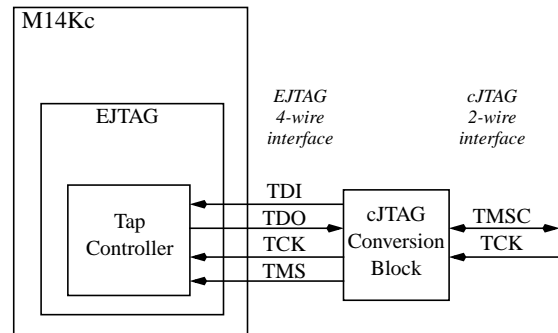 M14Kc
EJTAG
4-wire
interface
cJTAG
2-wire
interface
EJTAG
Tap
Controller
TDI
TDO
TCK
TMS
cJTAG
Conversion
Block
TMSC
TCK